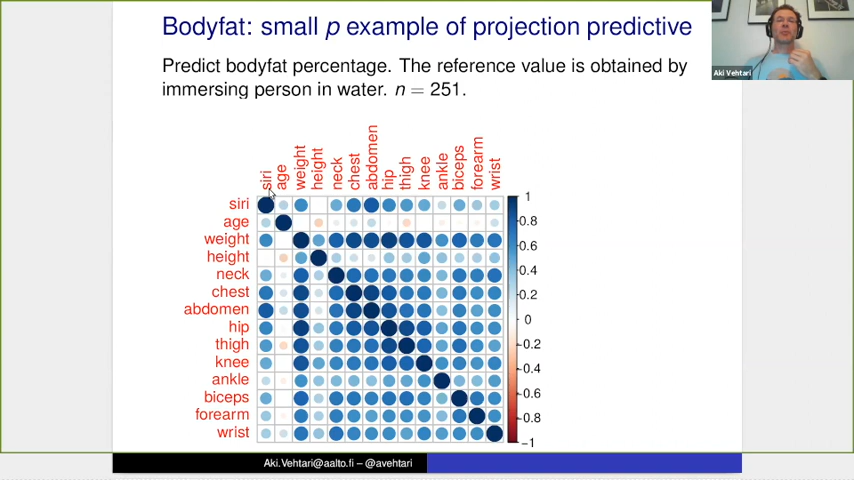 Bodyfat: small p example of projection predictive
Aki Vehtari
Predict bodyfat percentage. The reference value is obtained by
immersing person in water. n = 251.
siri age weight height neck chest abdomen hip thigh knee ankle biceps forearm wrist
siri
age
weight
height
neck
chest
abdomen
hip
thigh
knee
ankle
biceps
forearm
wrist
1
0.8
0.6
0.4
0.2
0
-0.2
-0.4
-0.6
-0.8
-1
Aki.Vehtari@aalto.fi – @avehtari